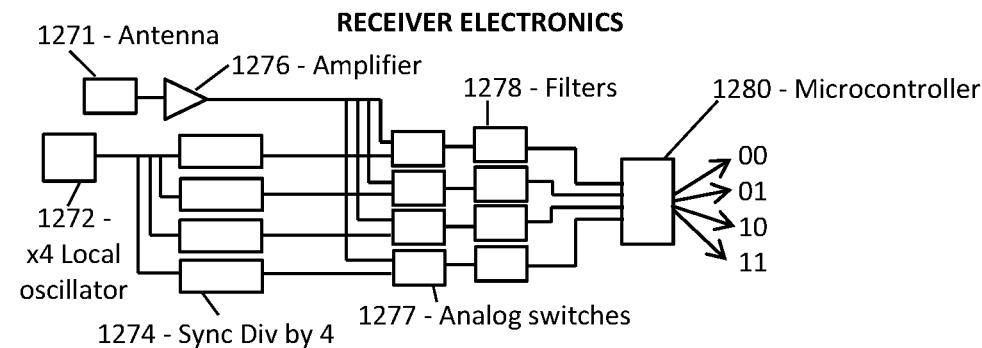 RECEIVER ELECTRONICS
1271 - Antenna
1276 - Amplifier
1278 - Filters
1280 - Microcontroller
00
01
10
11
1272 -
x4 Local
oscillator
1277 - Analog switches
1274 - Sync Div by 4